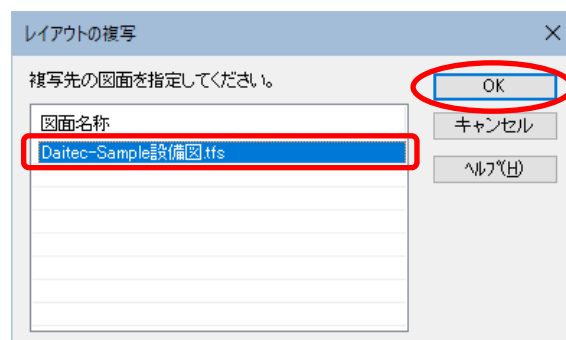 レイアウトの複写
複写先の図面を指定してください。
OK
図面名称
キャンセル
Daitec-Sample設備図.tfs
ヘルプ(H)